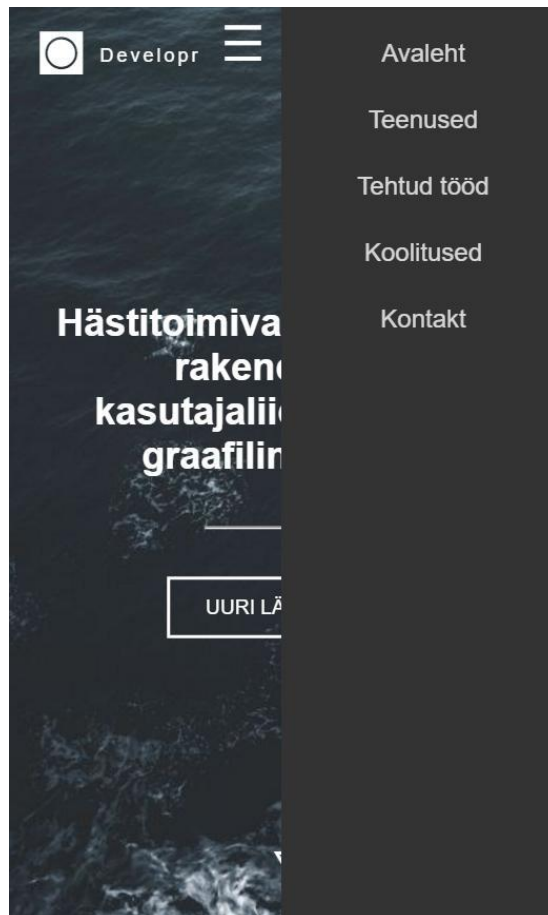 Developr
Avaleht
Teenused
Tehtud tööd
Koolitused
Kontakt
Hästitoimiva
raken
kasutajalii
graafilin
UURI LÄ